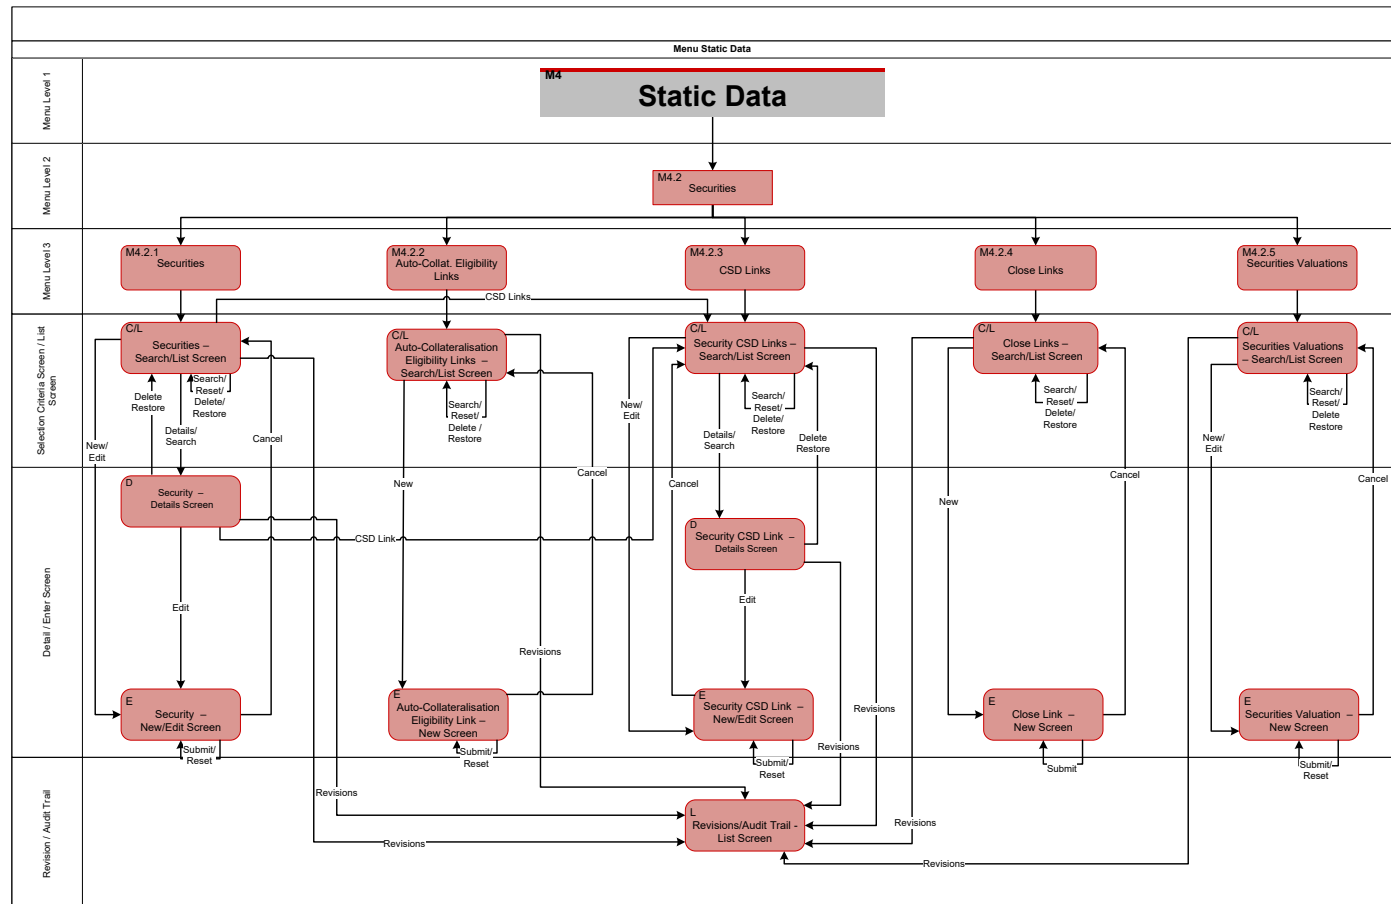 Menu Static Data
Menu Level 1
M4
Static Data
Menu Level 2
M4.2
Securities
Menu Level 3
M4.2.1
Securities
M4.2.2
Auto-Collat. Eligibility
Links
M4.2.3
CSD Links
M4.2.4
Close Links
M4.2.5
Securities Valuations
CSD Links
Selection Criteria Screen / List
Screen
C/L
Securities –
Search/List Screen
C/L
Auto-Collateralisation
Eligibility Links –
Search/List Screen
C/L
Security CSD Links –
Search/List Screen
C/L
Close Links –
Search/List Screen
C/L
Securities Valuations
– Search/List Screen
Delete
Restore
Search/
Reset/
Delete/
Restore
Details/
Search
New/
Edit
Cancel
Search/
Reset/
Delete /
Restore
New/
Edit
Details/
Search
Search/
Reset/
Delete/
Restore
Delete
Restore
Search/
Reset/
Delete/
Restore
Search/
Reset/
Delete
Restore
New/
Edit
Detail / Enter Screen
D
Security –
Details Screen
New
Cancel
Cancel
New
Cancel
Cancel
CSD Link
D
Security CSD Link –
Details Screen
Edit
Edit
Revisions
E
Security –
New/Edit Screen
E
Auto-Collateralisation
Eligibility Link –
New Screen
E
Security CSD Link –
New/Edit Screen
E
Close Link –
New Screen
E
Securities Valuation –
New Screen
Revisions
Revisions
Submit/
Reset
Submit/
Reset
Submit/
Reset
Submit
Submit/
Reset
Revision / Audit Trail
Revisions
L
Revisions/Audit Trail -
List Screen
Revisions
Revisions
Revisions